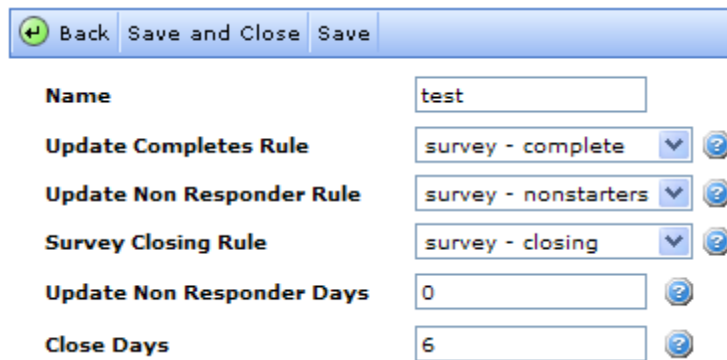 Back Save and Close Save
Name test
Update Completes Rule survey - complete
Update Non Responder Rule survey - nonstarters
Survey Closing Rule survey - closing
Update Non Responder Days 0
Close Days 6